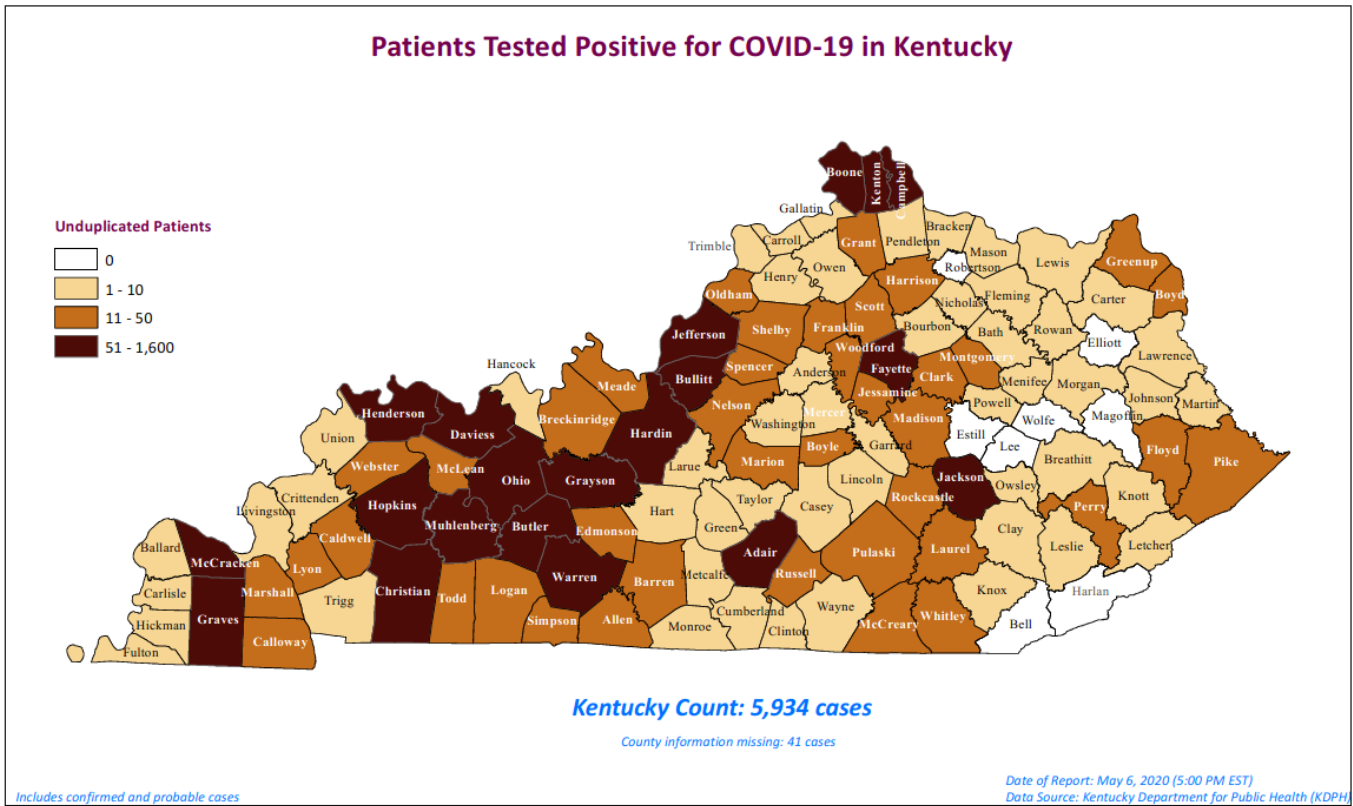 Patients Tested Positive for COVID-19 in Kentucky
Unduplicated Patients
0
1 - 10
11 - 50
51 - 1,600
Boone
Kenton
Campbell
Gallatin
Trimble
Carroll
Grant
Pendleton
Bracken
Mason
Robertson
Lewis
Greenup
Boyd
Henry
Owen
Harrison
Nicholas
Fleming
Carter
Oldham
Scott
Rowan
Jefferson
Shelby
Franklin
Bourbon
Bath
Elliott
Lawrence
Woodford
Fayette
Montgomery
Hancock
Bullitt
Spencer
Anderson
Clark
Menifee
Morgan
Meade
Jessamine
Powell
Johnson
Martin
Henderson
Breckinridge
Nelson
Mercer
Washington
Madison
Wolfe
Magoffin
Union
Daviess
Hardin
Estill
Lee
Garrard
Boyle
Floyd
Pike
Webster
McLean
Larue
Marion
Breathitt
Ohio
Grayson
Lincoln
Jackson
Owsley
Crittenden
Hopkins
Rockcastle
Knott
Livingston
Muhlenberg
Butler
Hart
Taylor
Casey
Perry
Edmonson
Green
Clay
Caldwell
Ballard
Adair
Pulaski
Laurel
Leslie
Letcher
McCracken
Lyon
Warren
Barren
Metcalfe
Russell
Carlisle
Marshall
Trigg
Christian
Todd
Logan
Knox
Harlan
Hickman
Graves
Simpson
Allen
Monroe
Cumberland
Clinton
Wayne
McCreary
Whitley
Bell
Calloway
Fulton
Kentucky Count: 5,934 cases
County information missing: 41 cases
Date of Report: May 6, 2020 (5:00 PM EST)
Includes confirmed and probable cases
Data Source: Kentucky Department for Public Health (KDPH)